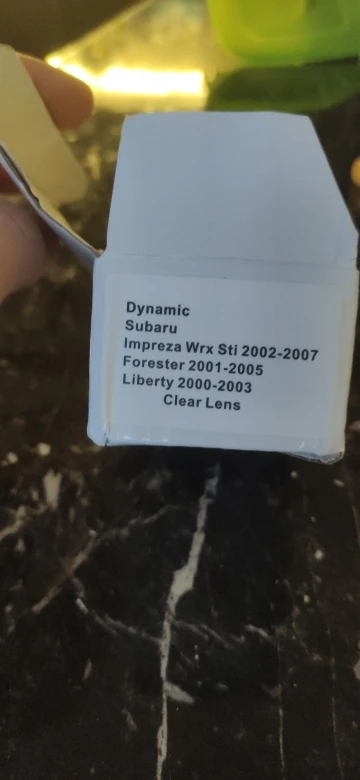 Dynamic
Subaru
Impreza Wrx Sti 2002-2007
Forester 2001-2005
Liberty 2000-2003
Clear Lens